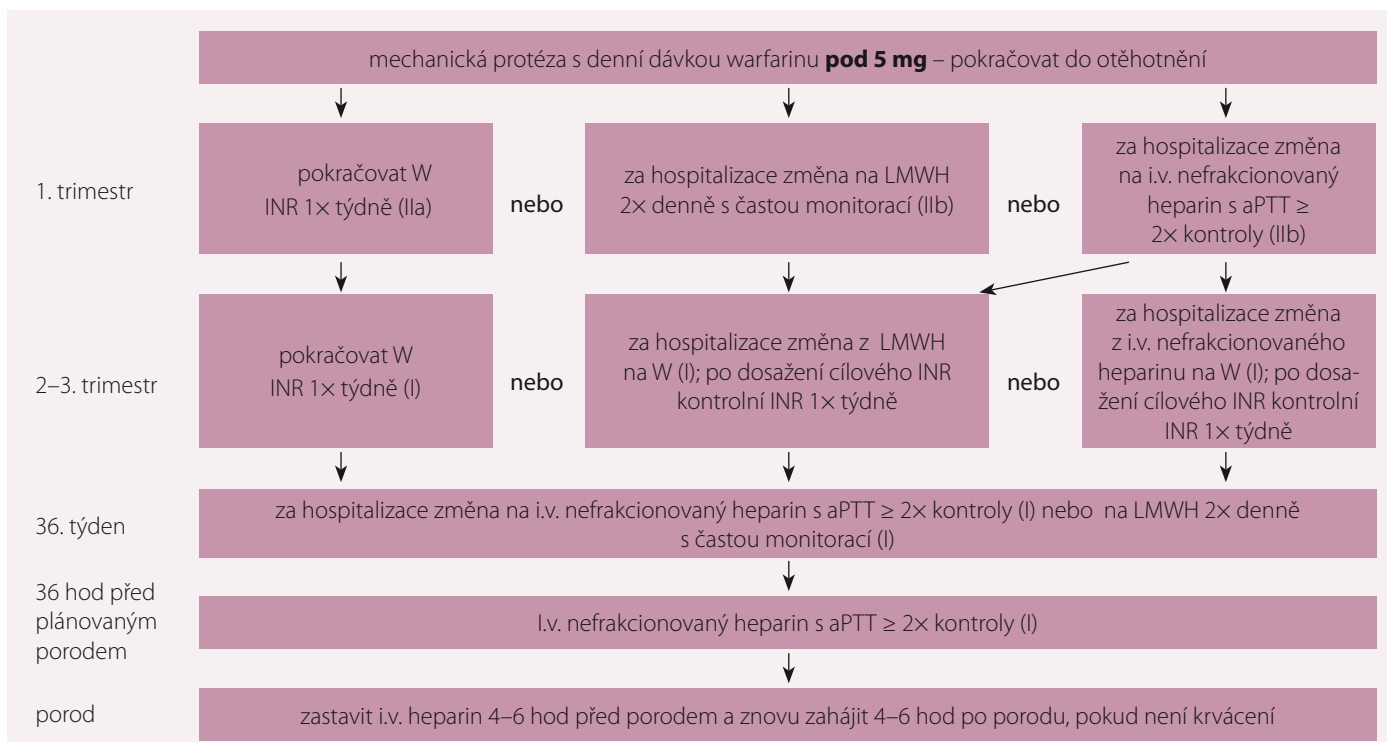 mechanická protéza s denní dávkou warfarinu pod 5 mg – pokračovat do otěhotnění
1. trimestr
pokračovat W
INR 1× týdně (IIa)
nebo
za hospitalizace změna na LMWH
2× denně s častou monitorací (IIb)
nebo
za hospitalizace změna
na i.v. nefrakcionovaný
heparin s aPTT ≥
2× kontroly (IIb)
2–3. trimestr
pokračovat W
INR 1× týdně (I)
nebo
za hospitalizace změna z LMWH
na W (I); po dosažení cílového INR
kontrolní INR 1× týdně
nebo
za hospitalizace změna
z i.v. nefrakcionovaného
heparinu na W (I); po dosa-
žení cílového INR kontrolní
INR 1× týdně
36. týden
za hospitalizace změna na i.v. nefrakcionovaný heparin s aPTT ≥ 2× kontroly (I) nebo na LMWH 2× denně
s častou monitorací (I)
36 hod před
plánovaným
porodem
I.v. nefrakcionovaný heparin s aPTT ≥ 2× kontroly (I)
porod
zastavit i.v. heparin 4–6 hod před porodem a znovu zahájit 4–6 hod po porodu, pokud není krvácení